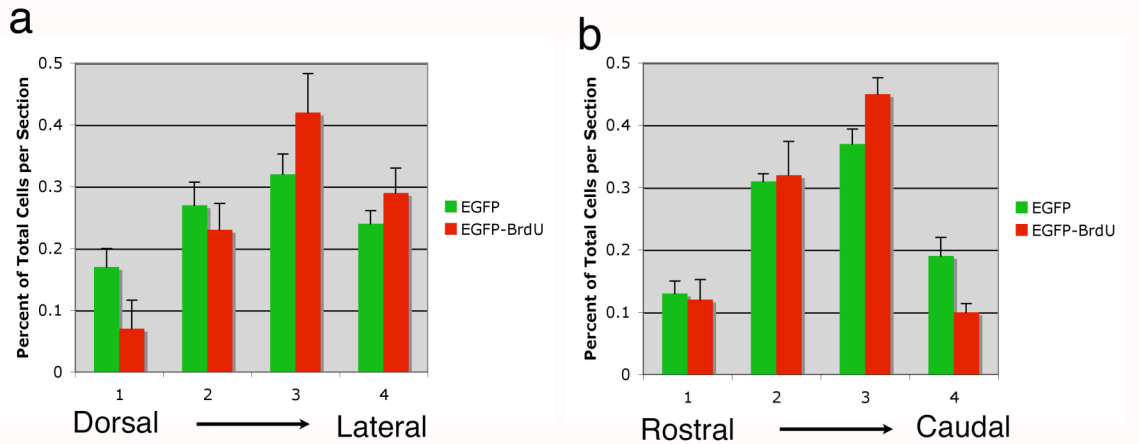 a
Percent of Total Cells per Section
0.5
0.4
0.3
0.2
0.1
0
1 2 3 4
Dorsal Lateral
EGFP
EGFP-BrdU
b
Percent of Total Cells per Section
0.5
0.4
0.3
0.2
0.1
0
1 2 3 4
Rostral Caudal
EGFP
EGFP-BrdU